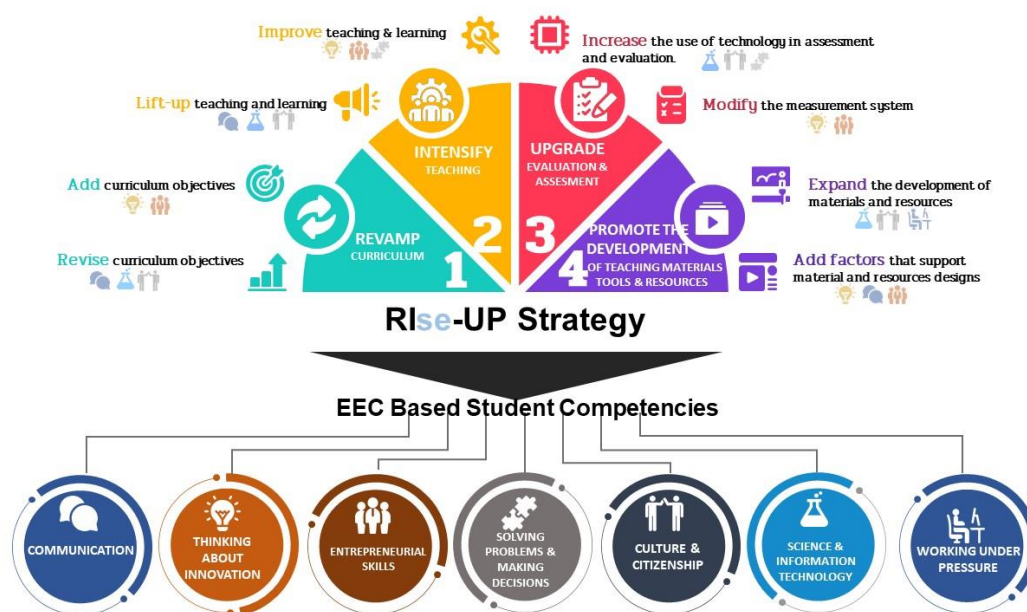 Improve teaching & learning
Increase the use of technology in assessment
and evaluation.
Lift-up teaching and learning
Modify the measurement system
INTENSIFY
TEACHING
2
UPGRADE
EVALUATION &
ASSESMENT
3
Add curriculum objectives
Expand the development of
materials and resources
REVAMP
CURRICULUM
1
PROMOTE THE
DEVELOPMENT
OF TEACHING MATERIALS
TOOLS & RESOURCES
4
Revise curriculum objectives
Add factors that support
material and resources designs
RIse-UP Strategy
EEC Based Student Competencies
COMMUNICATION
THINKING
ABOUT
INNOVATION
ENTREPRENEURIAL
SKILLS
SOLVING
PROBLEMS &
MAKING
DECISIONS
CULTURE &
CITIZENSHIP
SCIENCE &
INFORMATION
TECHNOLOGY
WORKING UNDER
PRESSURE